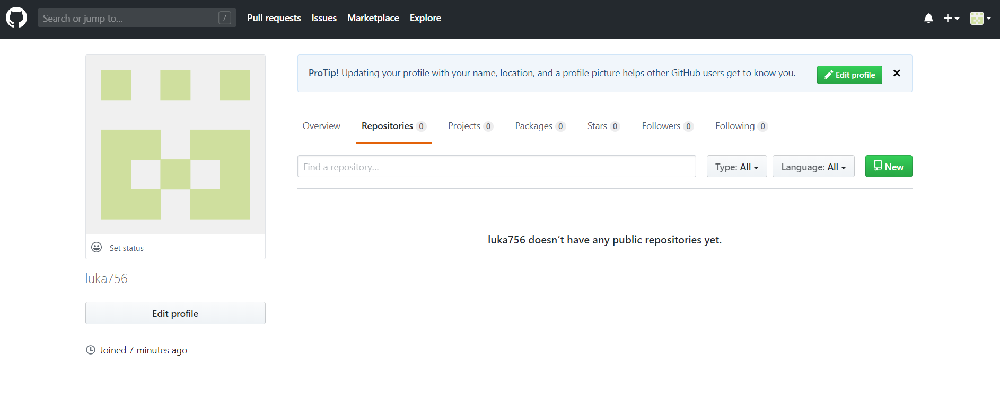 Search or jump to... /
Pull requests Issues Marketplace Explore
ProTip! Updating your profile with your name, location, and a profile picture helps other GitHub users get to know you.
Edit profile
Overview Repositories 0 Projects 0 Packages 0 Stars 0 Followers 0 Following 0
Find a repository... Type: All Language: All New
luka756 doesn’t have any public repositories yet.
Set status
luka756
Edit profile
Joined 7 minutes ago